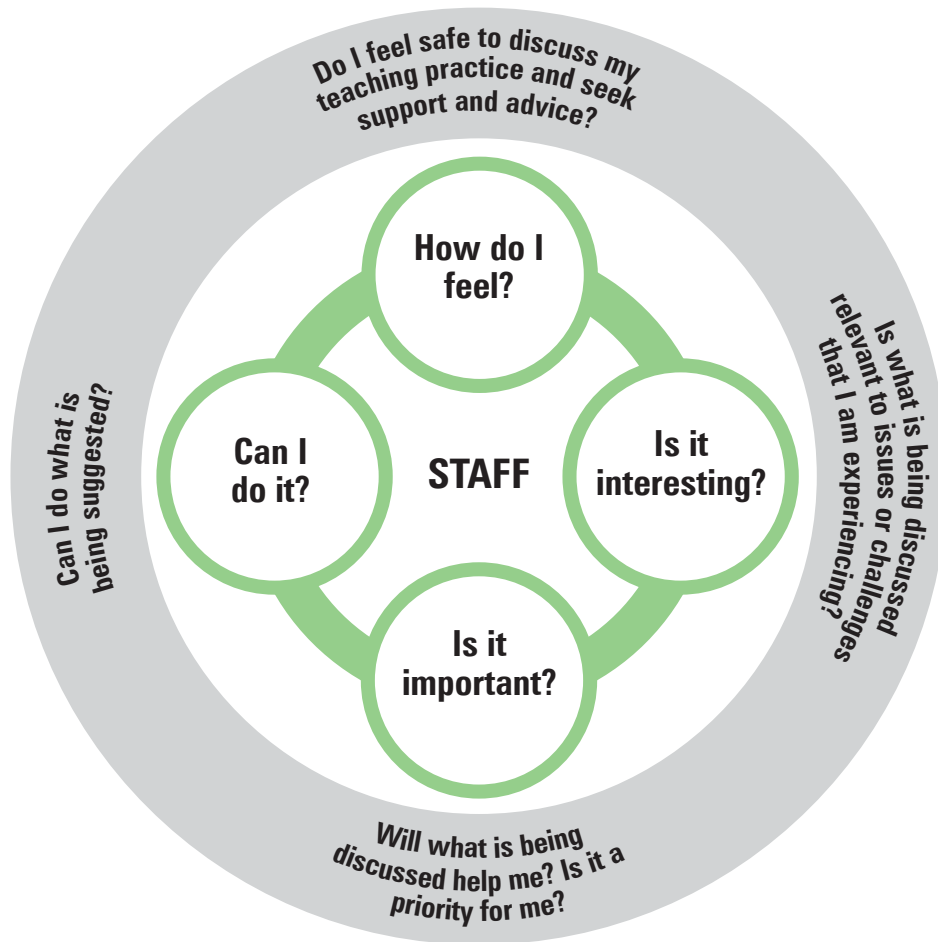 Do I feel safe to discuss my
teaching practice and seek
support and advice?
How do I
feel?
Is what is being discussed
relevant to issues or challenges
that I am experiencing?
Can I do what is
being suggested?
Can I
do it?
STAFF
Is it
interesting?
Is it
important?
Will what is being
discussed help me? Is it a
priority for me?